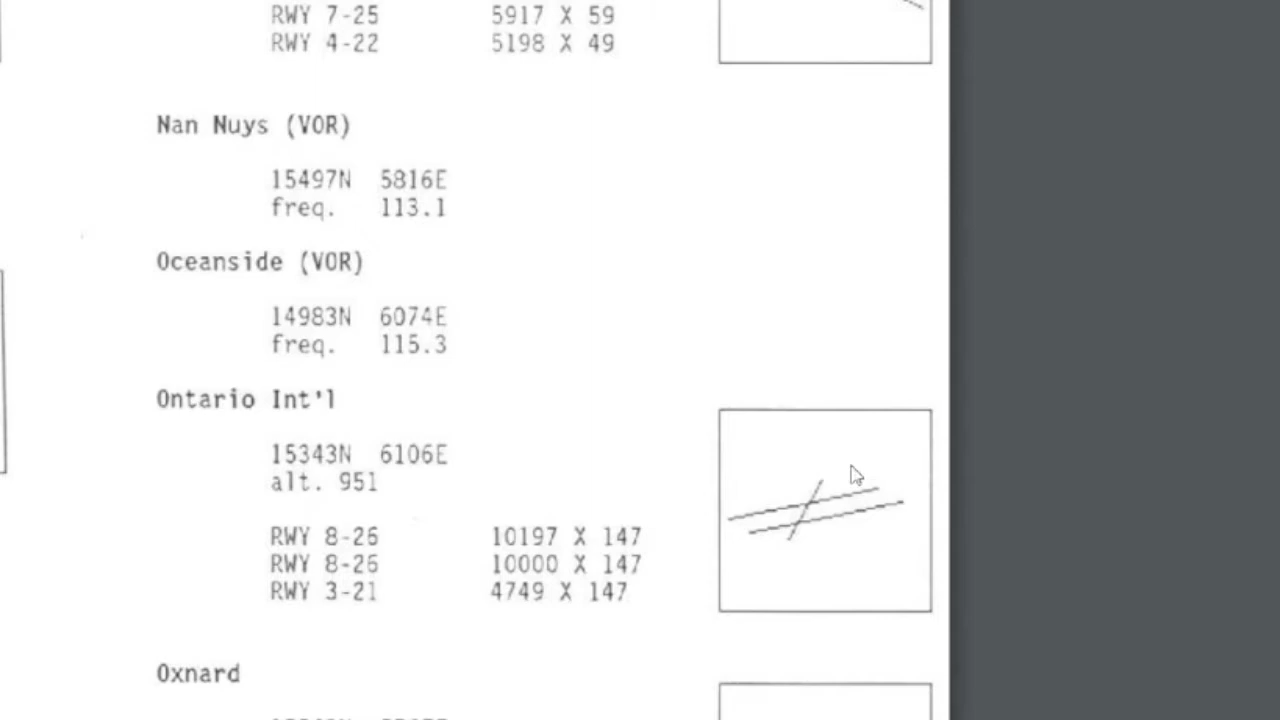 RWY 7-25 5917 X 59
RWY 4-22 5198 X 49
Nan Nuys (VOR)
15497N 5816E
freq. 113.1
Oceanside (VOR)
14983N 6074E
freq. 115.3
Ontario Int'l
15343N 6106E
alt. 951
RWY 8-26 10197 X 147
RWY 8-26 10000 X 147
RWY 3-21 4749 X 147
Oxnard